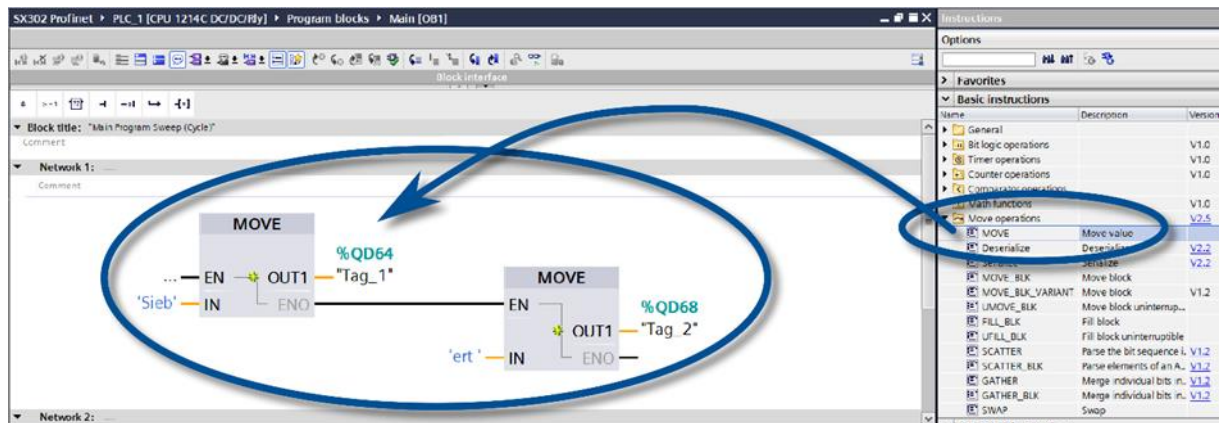 SX302 Profinet ▸ PLC_1 [CPU 1214C DC/DC/Rly] ▸ Program blocks ▸ Main [OB1]
Block interface
& >=1 [??] ⊣ –o| ↦ –[=]
Block title: "Main Program Sweep (Cycle)"
Comment
Network 1: .....
Comment
MOVE
%QD64
... EN OUT1 "Tag_1"
'Sieb' IN ENO
MOVE
EN
%QD68
OUT1 "Tag_2"
'ert ' IN ENO
Network 2: .....
Instructions
Options
Favorites
Basic instructions
Name Description Version
General
Bit logic operations V1.0
Timer operations V1.0
Counter operations V1.0
Comparator operations
Math functions V1.0
Move operations V2.5
MOVE Move value
Deserialize Deserialize V2.2
Serialize Serialize V2.2
MOVE_BLK Move block
MOVE_BLK_VARIANT Move block V1.2
UMOVE_BLK Move block uninterrup...
FILL_BLK Fill block
UFILL_BLK Fill block uninterruptible
SCATTER Parse the bit sequence i.. V1.2
SCATTER_BLK Parse elements of an A.. V1.2
GATHER Merge individual bits in.. V1.2
GATHER_BLK Merge individual bits in.. V1.2
SWAP Swap